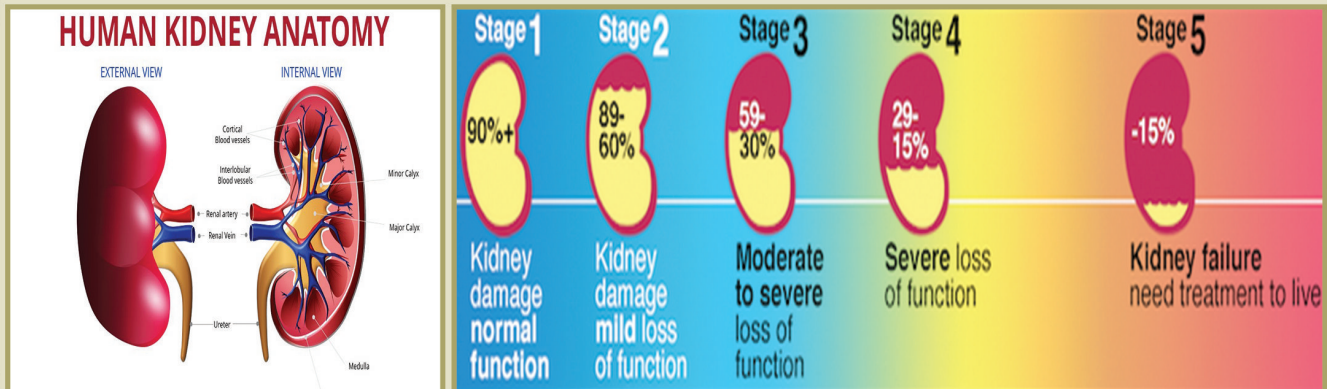 HUMAN KIDNEY ANATOMY
EXTERNAL VIEW
INTERNAL VIEW
Cortical
Blood vessels
Interlobular
Blood vessels
Renal artery
Renal Vein
Ureter
Minor Calyx
Major Calyx
Medulla
Stage 1
90%+
Kidney
damage
normal
function
Stage 2
89-
60%
Kidney
damage
mild loss
of function
Stage 3
59-
30%
Moderate
to severe
loss of
function
Stage 4
29-
15%
Severe loss
of function
Stage 5
-15%
Kidney failure
need treatment to live